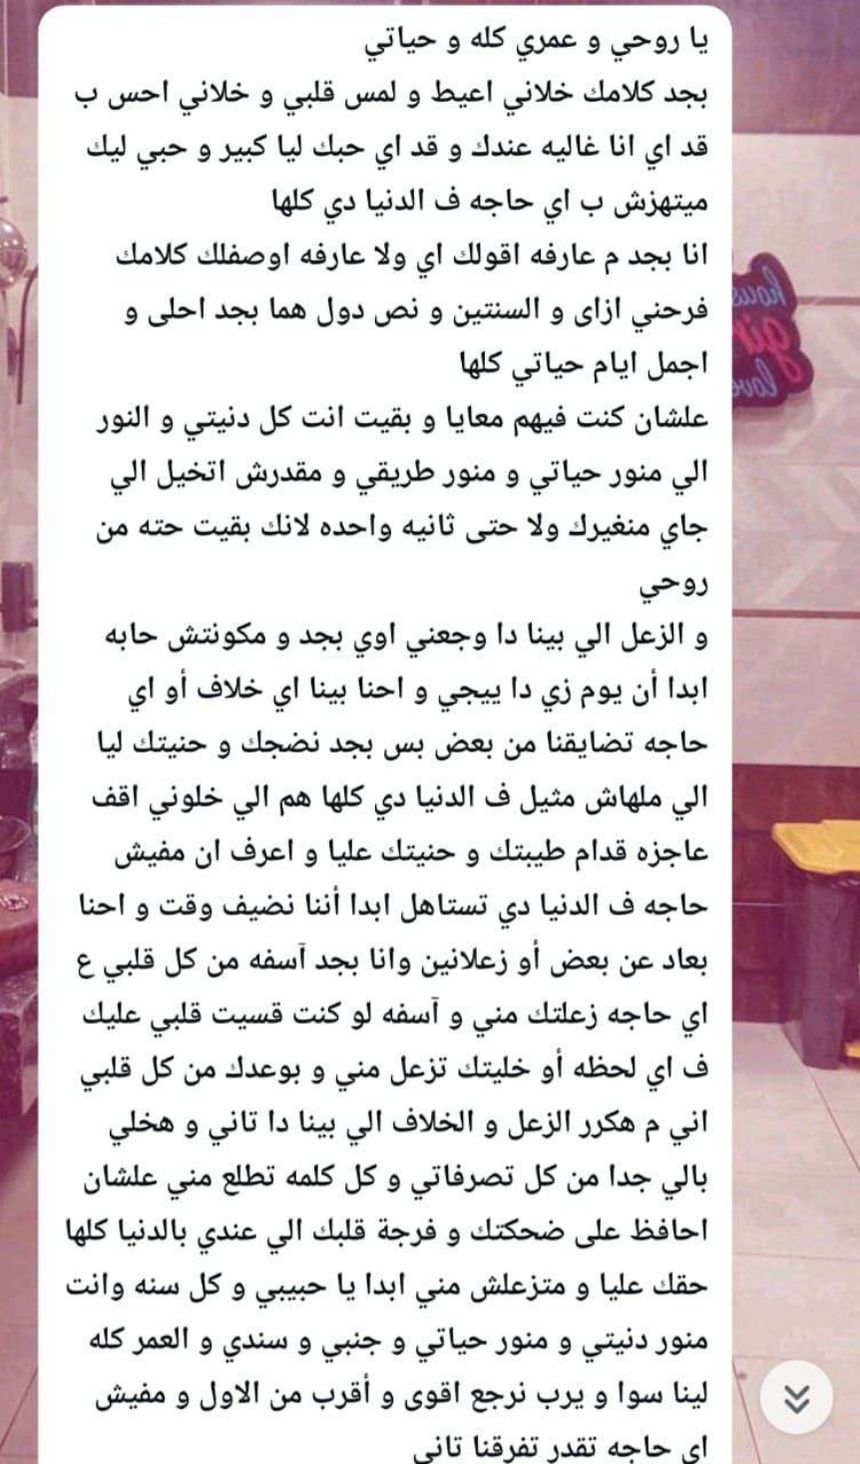 يا روحي و عمري كله و حياتي
بجد كلامك خلاني اعيط و لمس قلبي و خلاني احس ب
قد اي انا غاليه عندك و قد اي حبك ليا كبير و حبي ليك
ميتهزش ب اي حاجه ف الدنيا دي كلها
انا بجد م عارفه اقولك اي ولا عارفه اوصفلك كلامك
فرحني ازاى و السنتين و نص دول هما بجد احلى و
اجمل ايام حياتي كلها
علشان كنت فيهم معايا و بقيت انت كل دنيتي و النور
الي منور حياتي و منور طريقي و مقدرش اتخيل الي
جاي منغيرك ولا حتى ثانيه واحده لانك بقيت حته من
روحي
و الزعل الي بينا دا وجعني اوي بجد و مكونتش حابه
ابدا أن يوم زي دا ييجي و احنا بينا اي خلاف أو اي
حاجه تضايقنا من بعض بس بجد نضجك و حنيتك ليا
الي ملهاش مثيل ف الدنيا دي كلها هم الي خلوني اقف
عاجزه قدام طيبتك و حنيتك عليا و اعرف ان مفيش
حاجه ف الدنيا دي تستاهل ابدا أننا نضيف وقت و احنا
بعاد عن بعض أو زعلانين وانا بجد آسفه من كل قلبي ع
اي حاجه زعلتك مني و آسفه لو كنت قسيت قلبي عليك
ف اي لحظه أو خليتك تزعل مني و بوعدك من كل قلبي
اني م هكرر الزعل و الخلاف الي بينا دا تاني و هخلي
بالي جدا من كل تصرفاتي و كل كلمه تطلع مني علشان
احافظ على ضحكتك و فرجة قلبك الي عندي بالدنيا كلها
حقك عليا و متزعلش مني ابدا يا حبيبي و كل سنه وانت
منور دنيتي و منور حياتي و جنبي و سندي و العمر كله
لينا سوا و يرب نرجع اقوى و أقرب من الاول و مفيش
اي حاجه تقدر تفرقنا تاني